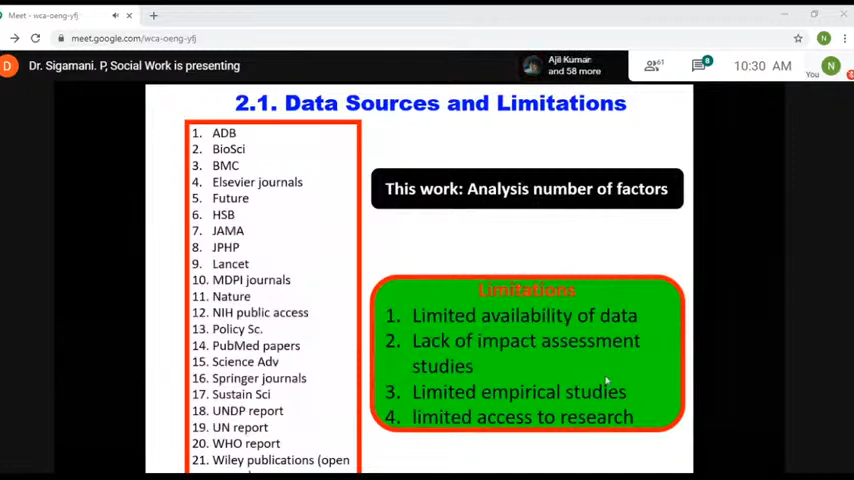 Meet - wca-oeng-yfj
meet.google.com/wca-oeng-yfj
D
Dr. Sigamani. P, Social Work is presenting
Ajil Kumar
and 58 more
61
8
10:30 AM
You
N
N
2.1. Data Sources and Limitations
1. ADB
2. BioSci
3. BMC
4. Elsevier journals
5. Future
6. HSB
7. JAMA
8. JPHP
9. Lancet
10. MDPI journals
11. Nature
12. NIH public access
13. Policy Sc.
14. PubMed papers
15. Science Adv
16. Springer journals
17. Sustain Sci
18. UNDP report
19. UN report
20. WHO report
21. Wiley publications (open
This work: Analysis number of factors
Limitations
1. Limited availability of data
2. Lack of impact assessment
studies
3. Limited empirical studies
4. limited access to research